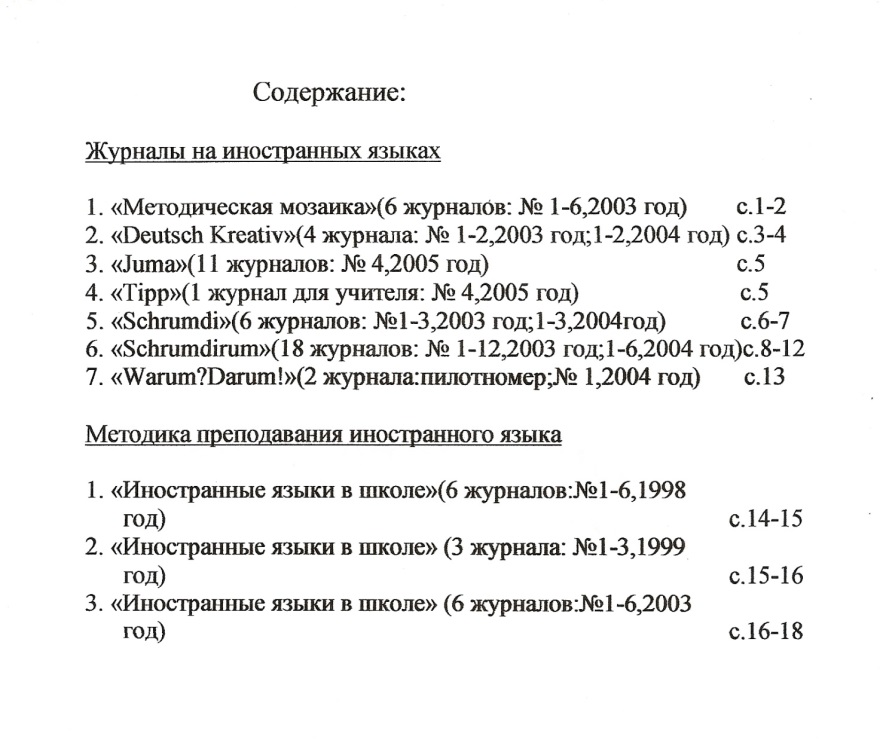 Содержание:
Журналы на иностранных языках
1. «Методическая мозаика»(6 журналов: № 1-6,2003 год) с.1-2
2. «Deutsch Kreativ»(4 журнала: № 1-2,2003 год;1-2,2004 год) с.3-4
3. «Juma»(11 журналов: № 4,2005 год) с.5
4. «Tipp»(1 журнал для учителя: № 4,2005 год) с.5
5. «Schrumdi»(6 журналов: №1-3,2003 год;1-3,2004год) с.6-7
6. «Schrumdirum»(18 журналов: № 1-12,2003 год;1-6,2004 год)с.8-12
7. «Warum?Darum!»(2 журнала:пилотномер;№ 1,2004 год) с.13
Методика преподавания иностранного языка
1. «Иностранные языки в школе»(6 журналов:№1-6,1998
год) с.14-15
2. «Иностранные языки в школе» (3 журнала: №1-3,1999
год) с.15-16
3. «Иностранные языки в школе» (6 журналов:№1-6,2003
год) с.16-18